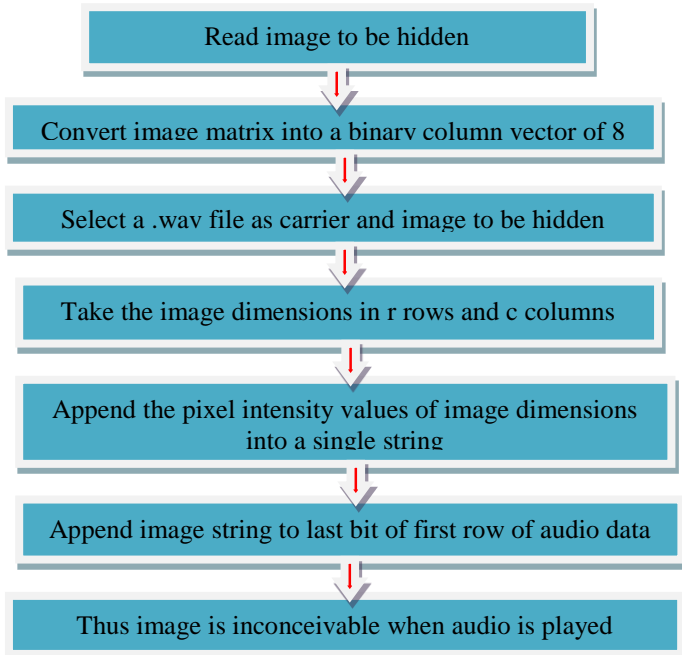 Read image to be hidden
Convert image matrix into a binary column vector of 8
Select a .wav file as carrier and image to be hidden
Take the image dimensions in r rows and c columns
Append the pixel intensity values of image dimensions
into a single string
Append image string to last bit of first row of audio data
Thus image is inconceivable when audio is played